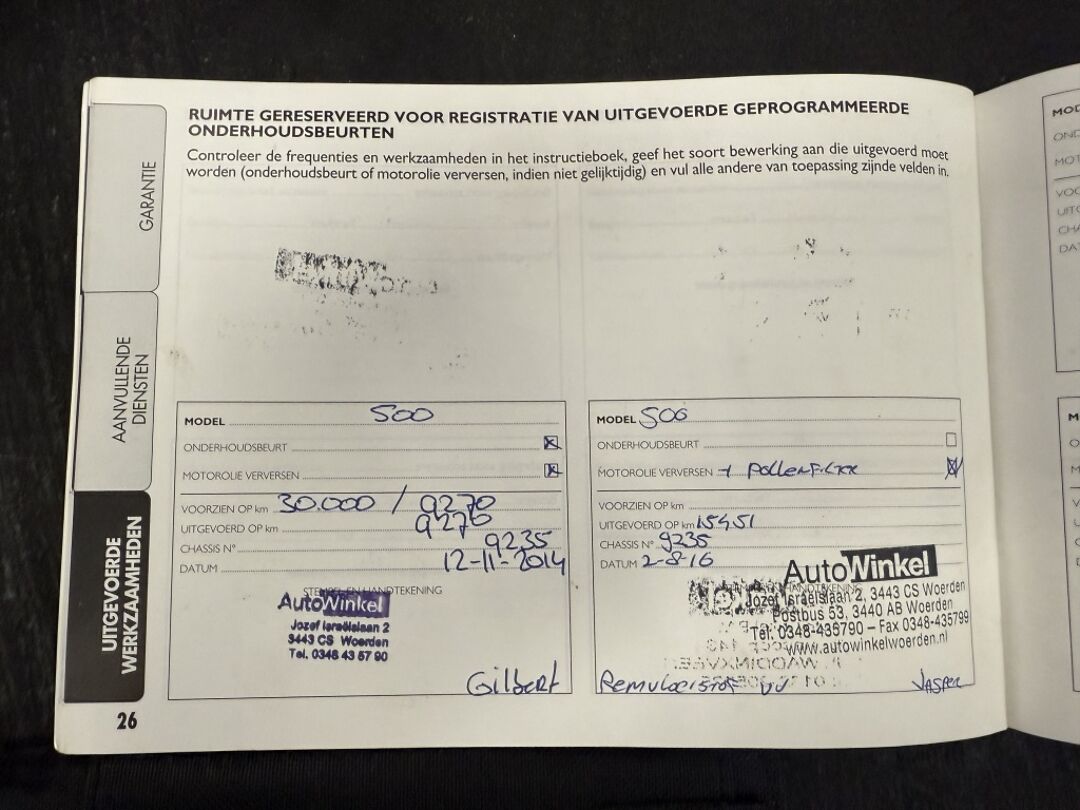 RUIMTE GERESERVEERD VOOR REGISTRATIE VAN UITGEVOERDE GEPROGRAMMEERDE
ONDERHOUDSBEURTEN
Controleer de frequenties en werkzaamheden in het instructieboek, geef het soort bewerking aan die uitgevoerd moet
worden (onderhoudsbeurt of motorolie verversen, indien niet gelijktijdig) en vul alle andere van toepassing zijnde velden in.
GARANTIE
AANVULLENDE
DIENSTEN
UITGEVOERDE
WERKZAAMHEDEN
MODEL 500
ONDERHOUDSBEURT
MOTOROLIE VERVERSEN
VOORZIEN OP km 30.000 / 9270
UITGEVOERD OP km 9270
CHASSIS N° 9235
DATUM 12-11-2014
STEMPEL EN HANDTEKENING
AutoWinkel
Jozef Israëlslaan 2
3443 CS Woerden
Tel. 0348 43 57 90
Gilbert
MODEL 500
ONDERHOUDSBEURT
MOTOROLIE VERVERSEN + Pollenfilter
VOORZIEN OP km
UITGEVOERD OP km 15451
CHASSIS N° 9235
DATUM 2-8-16
AutoWinkel
Jozef Israëlslaan 2, 3443 CS Woerden
Postbus 53, 3440 AB Woerden
Tel. 0348-435790 – Fax 0348-435799
www.autowinkelwoerden.nl
Remvloeistof
Jasper
26